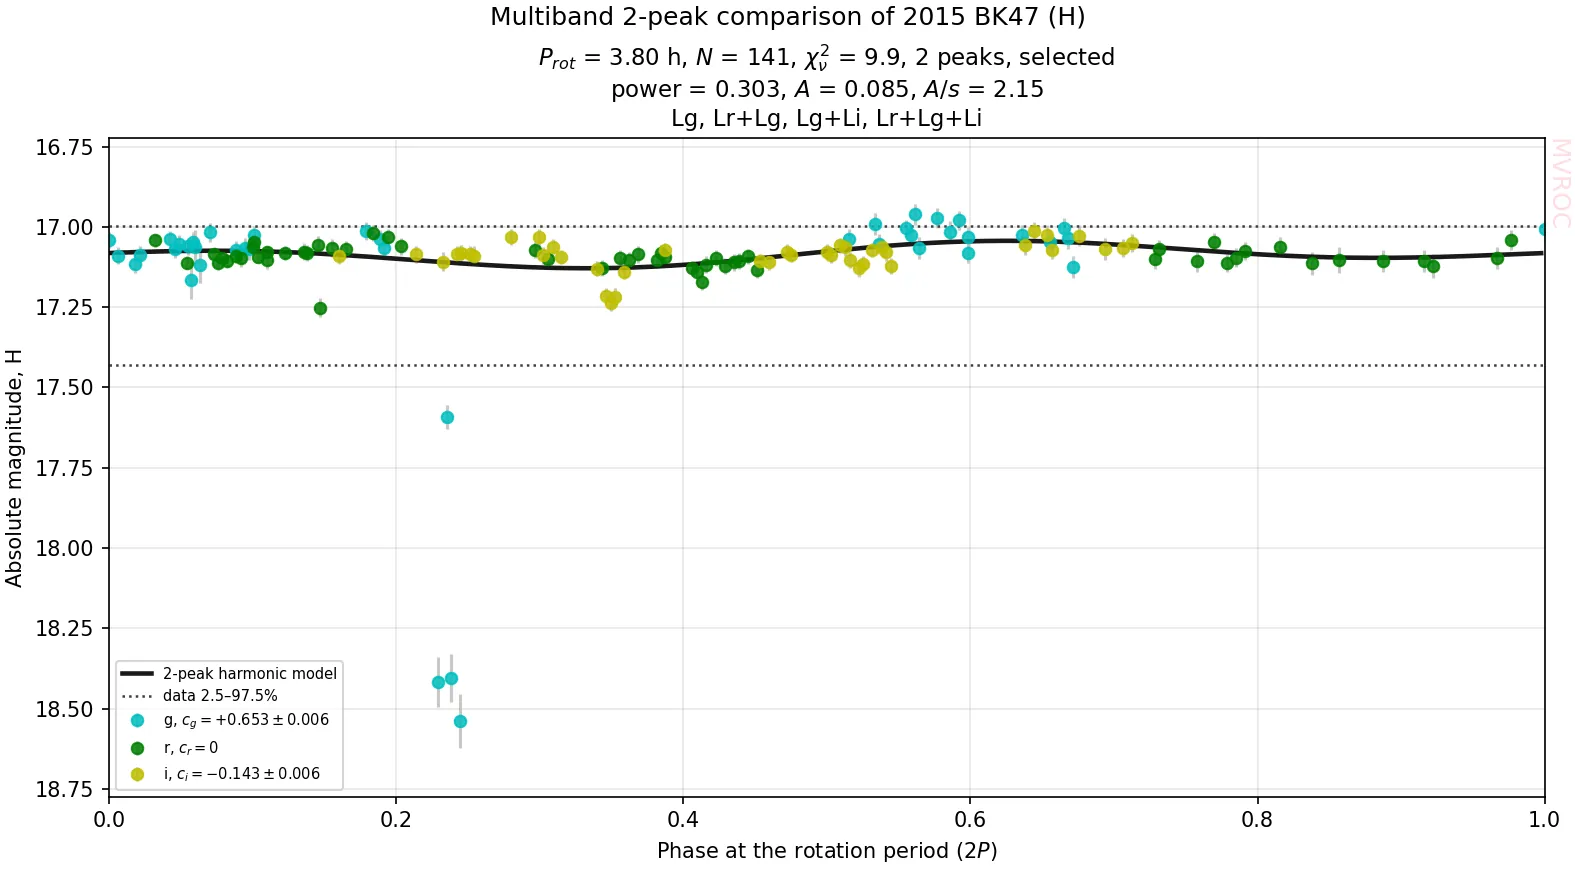 Multiband 2-peak comparison of 2015 BK47 (H)
P_rot = 3.80 h, N = 141, χ²_ν = 9.9, 2 peaks, selected
power = 0.303, A = 0.085, A/s = 2.15
Lg, Lr+Lg, Lg+Li, Lr+Lg+Li
MVROC
Absolute magnitude, H
16.75
17.00
17.25
17.50
17.75
18.00
18.25
18.50
18.75
2-peak harmonic model
data 2.5–97.5%
g, c_g = +0.653 ± 0.006
r, c_r = 0
i, c_i = −0.143 ± 0.006
0.0 0.2 0.4 0.6 0.8 1.0
Phase at the rotation period (2P)